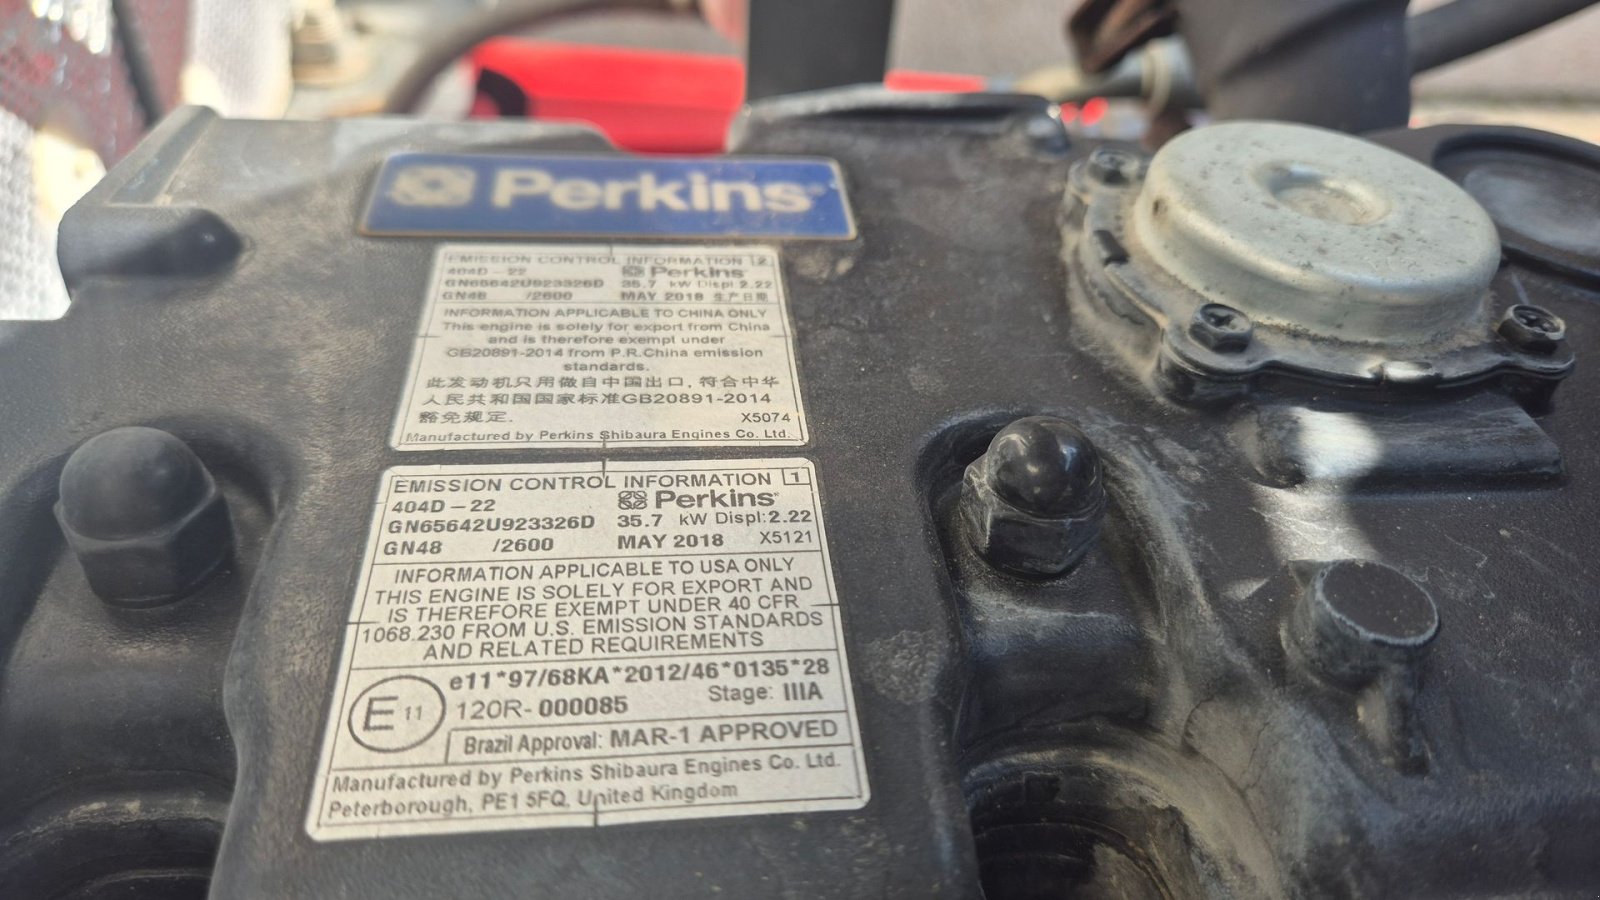 Perkins
EMISSION CONTROL INFORMATION 2
404D - 22 Perkins
GN65642U923326D 35.7 kW Displ 2.22
GN48 /2600 MAY 2018 生产日期
INFORMATION APPLICABLE TO CHINA ONLY
This engine is solely for export from China
and is therefore exempt under
GB20891-2014 from P.R.China emission
standards.
此发动机只用做自中国出口, 符合中华
人民共和国国家标准GB20891-2014
豁免规定. X5074
Manufactured by Perkins Shibaura Engines Co. Ltd.
EMISSION CONTROL INFORMATION 1
404D - 22 Perkins
GN65642U923326D 35.7 kW Displ:2.22
GN48 /2600 MAY 2018 X5121
INFORMATION APPLICABLE TO USA ONLY
THIS ENGINE IS SOLELY FOR EXPORT AND
IS THEREFORE EXEMPT UNDER 40 CFR
1068.230 FROM U.S. EMISSION STANDARDS
AND RELATED REQUIREMENTS
e11*97/68KA*2012/46*0135*28
E 11 120R- 000085 Stage: IIIA
Brazil Approval: MAR-1 APPROVED
Manufactured by Perkins Shibaura Engines Co. Ltd.
Peterborough, PE1 5FQ, United Kingdom